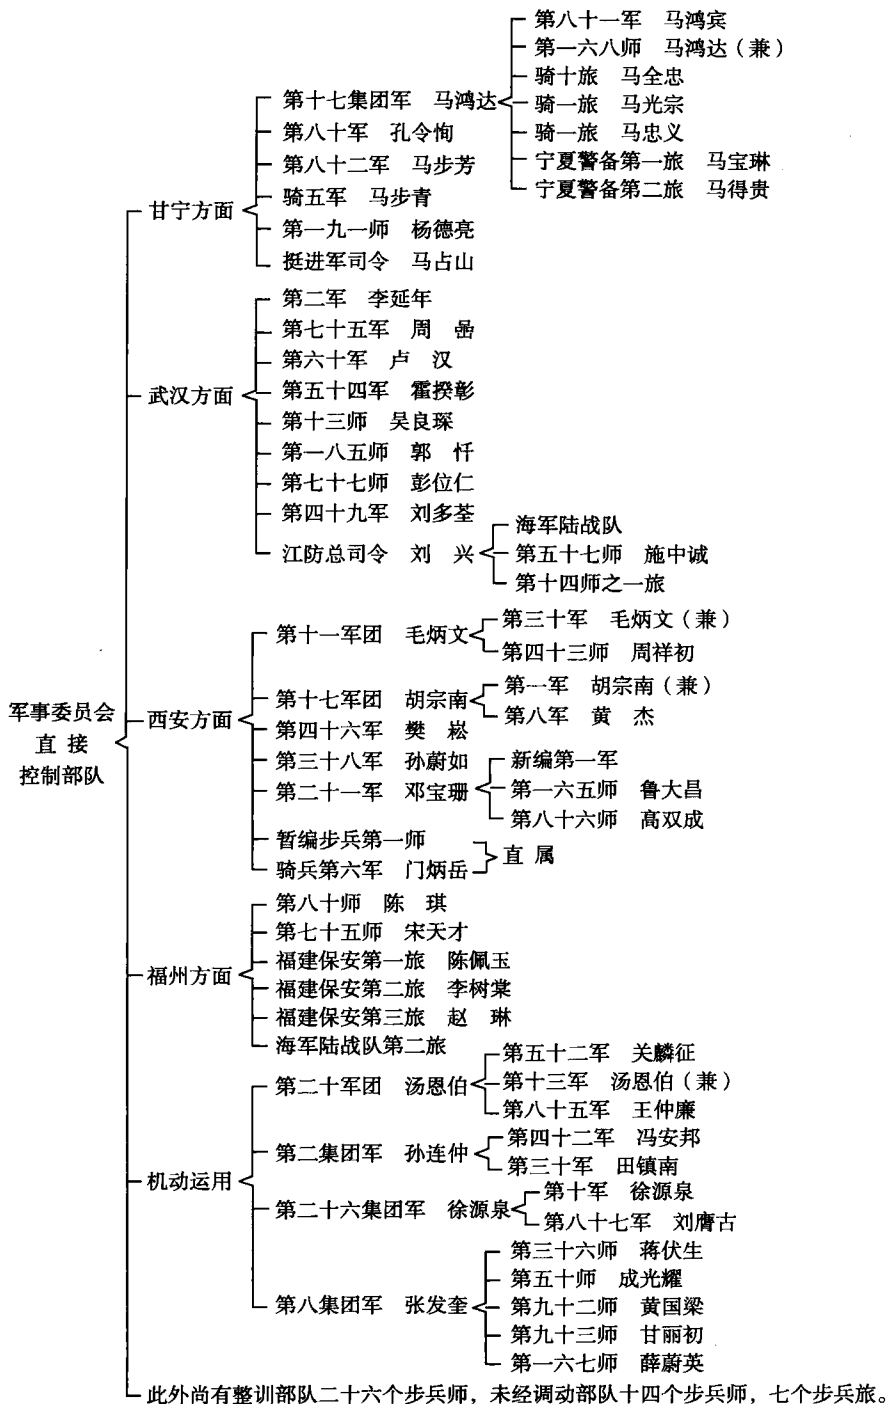 军事委员会
直 接
控制部队
甘宁方面
第十七集团军 马鸿达
第八十一军 马鸿宾
第一六八师 马鸿达（兼）
骑十旅 马全忠
骑一旅 马光宗
骑一旅 马忠义
宁夏警备第一旅 马宝琳
宁夏警备第二旅 马得贵
第八十军 孔令恂
第八十二军 马步芳
骑五军 马步青
第一九一师 杨德亮
挺进军司令 马占山
武汉方面
第二军 李延年
第七十五军 周 嵒
第六十军 卢 汉
第五十四军 霍揆彰
第十三师 吴良琛
第一八五师 郭 忏
第七十七师 彭位仁
第四十九军 刘多荃
江防总司令 刘 兴
海军陆战队
第五十七师 施中诚
第十四师之一旅
西安方面
第十一军团 毛炳文
第三十军 毛炳文（兼）
第四十三师 周祥初
第十七军团 胡宗南
第一军 胡宗南（兼）
第八军 黄 杰
第四十六军 樊 崧
第三十八军 孙蔚如
第二十一军 邓宝珊
新编第一军
第一六五师 鲁大昌
第八十六师 高双成
暂编步兵第一师
骑兵第六军 门炳岳
直 属
福州方面
第八十师 陈 琪
第七十五师 宋天才
福建保安第一旅 陈佩玉
福建保安第二旅 李树棠
福建保安第三旅 赵 琳
海军陆战队第二旅
机动运用
第二十军团 汤恩伯
第五十二军 关麟征
第十三军 汤恩伯（兼）
第八十五军 王仲廉
第二集团军 孙连仲
第四十二军 冯安邦
第三十军 田镇南
第二十六集团军 徐源泉
第十军 徐源泉
第八十七军 刘膺古
第八集团军 张发奎
第三十六师 蒋伏生
第五十师 成光耀
第九十二师 黄国梁
第九十三师 甘丽初
第一六七师 薛蔚英
此外尚有整训部队二十六个步兵师，未经调动部队十四个步兵师，七个步兵旅。